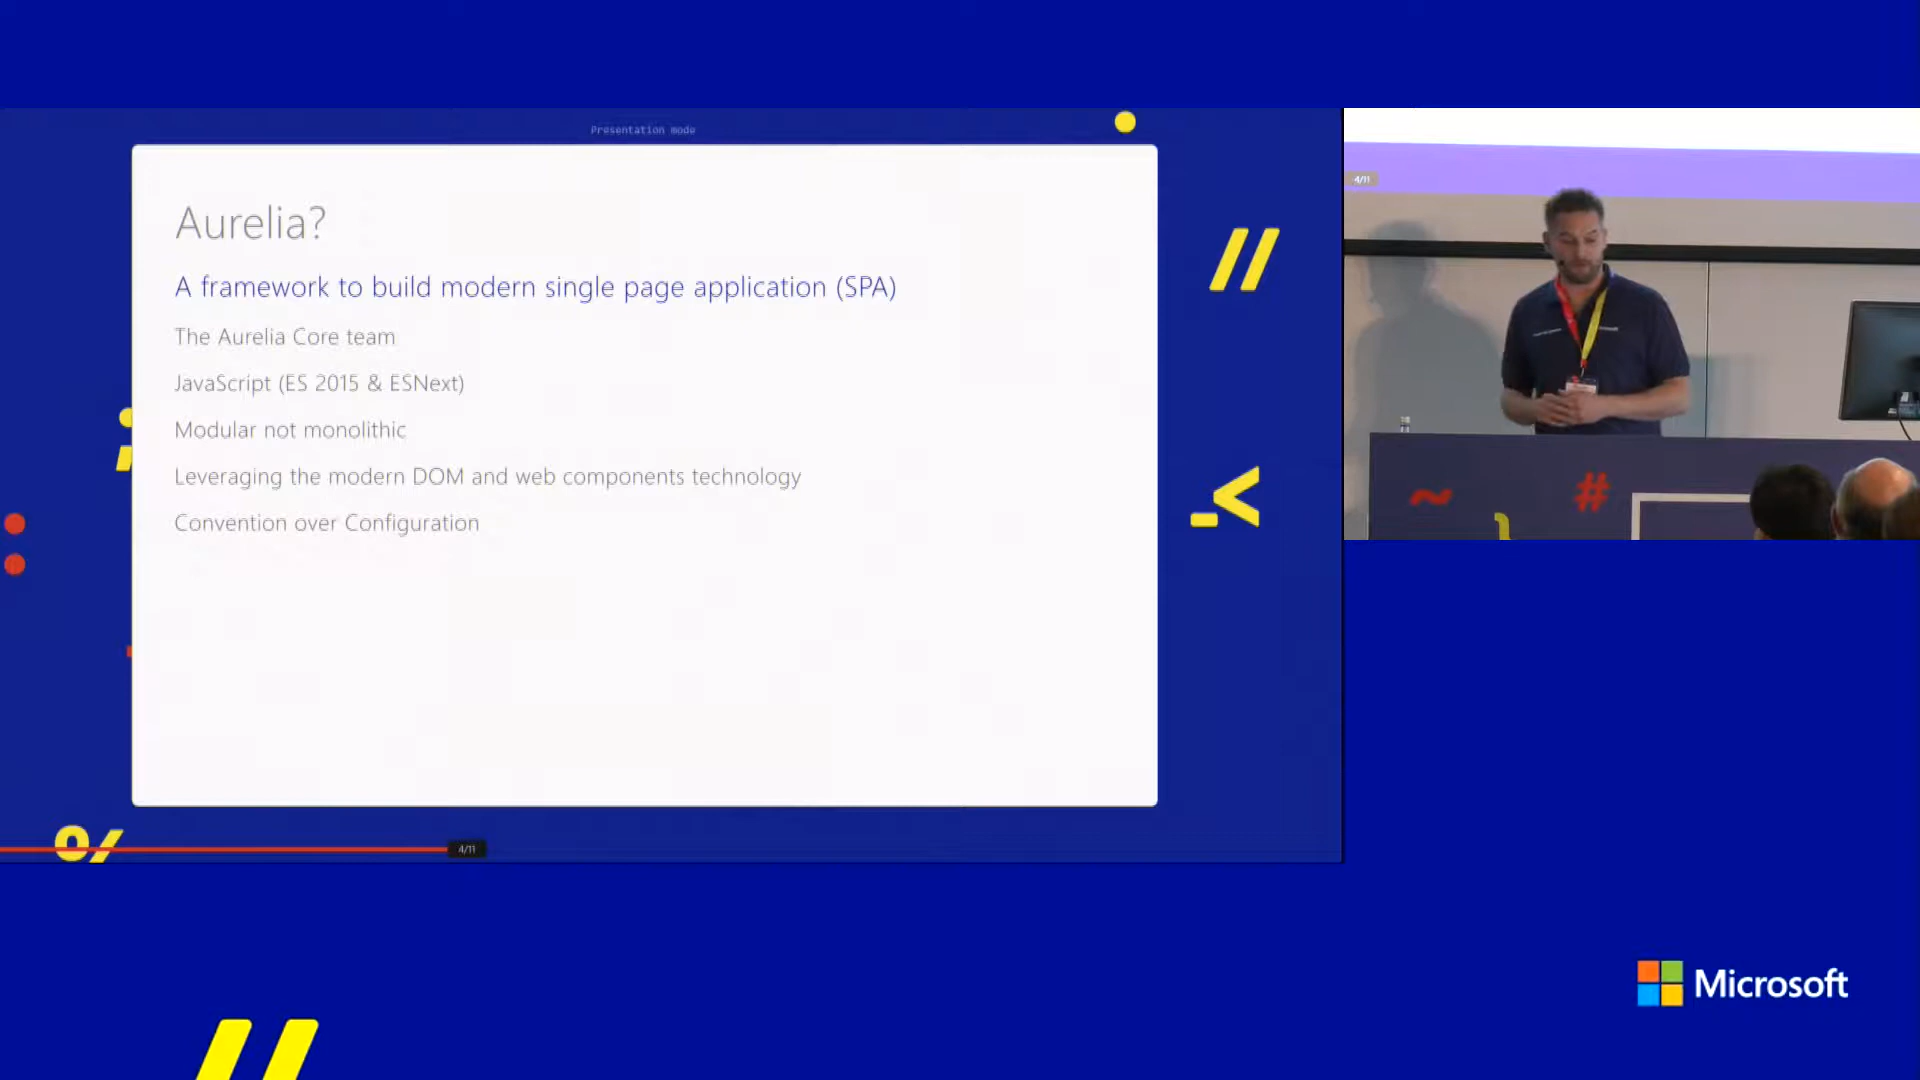 Presentation mode
Aurelia?
A framework to build modern single page application (SPA)
The Aurelia Core team
JavaScript (ES 2015 & ESNext)
Modular not monolithic
Leveraging the modern DOM and web components technology
Convention over Configuration
4/11
4/11
Microsoft